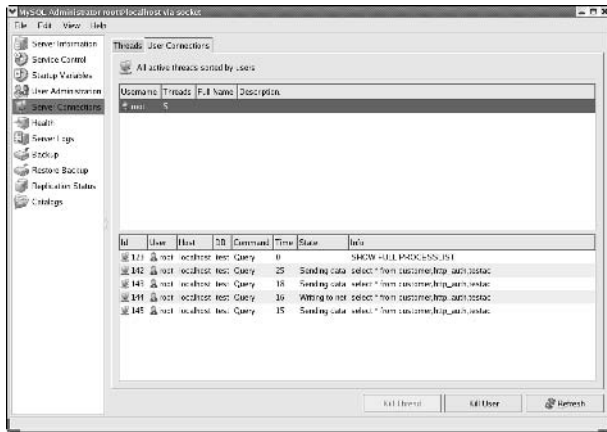 MySQL Administrator root@localhost via socket
File Edit View Help
Server Information
Service Control
Startup Variables
User Administration
Server Connections
Health
Server Logs
Backup
Restore Backup
Replication Status
Catalogs
Threads User Connections
All active threads sorted by users
Username Threads Full Name Description
root 5
Id User Host DB Command Time State Info
123 root localhost test Query 0 SHOW FULL PROCESSLIST
142 root localhost test Query 25 Sending data select * from customer,http_auth,testac
143 root localhost test Query 18 Sending data select * from customer,http_auth,testac
144 root localhost test Query 16 Writing to net select * from customer,http_auth,testac
145 root localhost test Query 15 Sending data select * from customer,http_auth,testac
Kill Thread Kill User Refresh